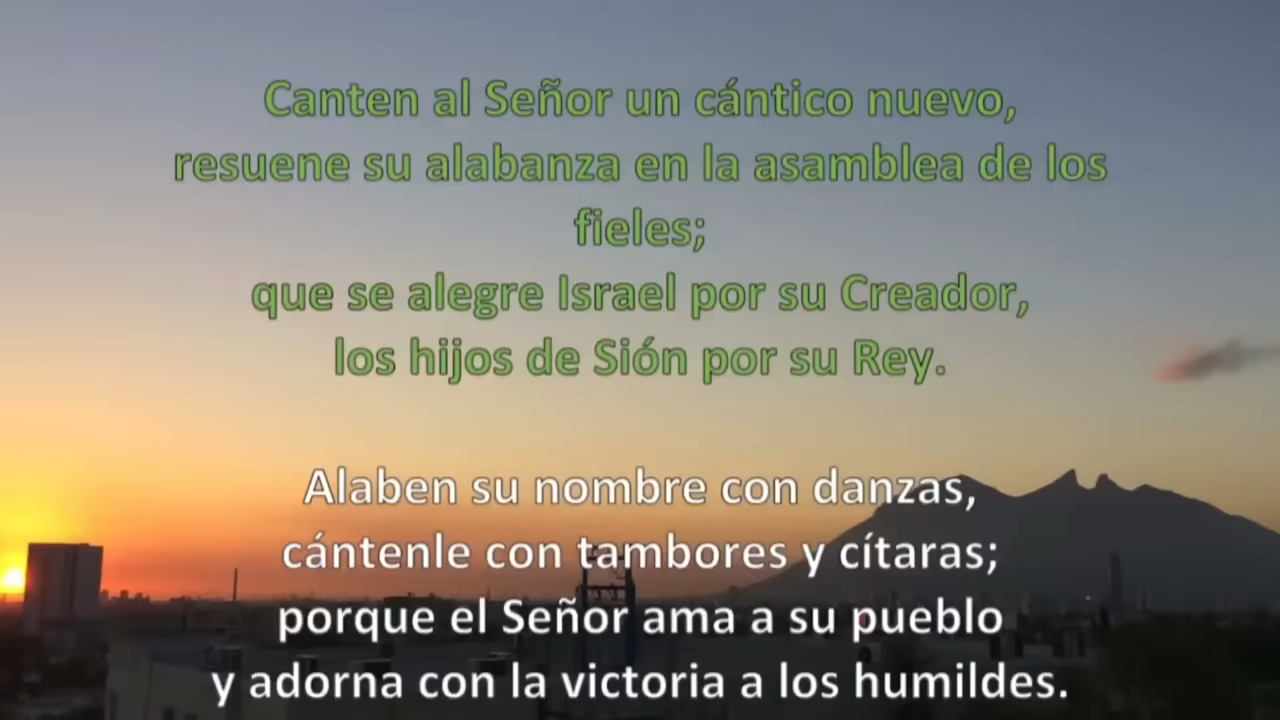 Canten al Señor un cántico nuevo,
resuene su alabanza en la asamblea de los
fieles;
que se alegre Israel por su Creador,
los hijos de Sión por su Rey.
Alaben su nombre con danzas,
cántenle con tambores y cítaras;
porque el Señor ama a su pueblo
y adorna con la victoria a los humildes.